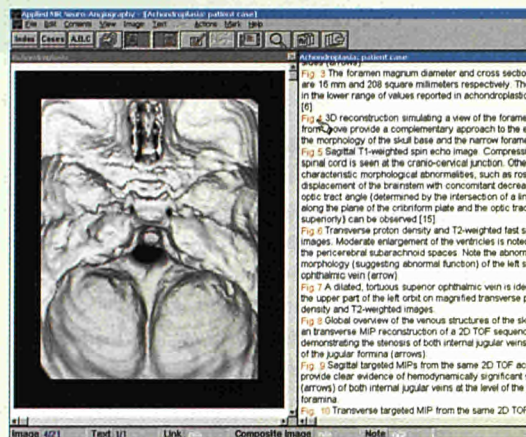 Applied MR Neuro-Angiography - [Achondroplasia: patient case]
File Edit Contents View Image Text Actions Mark Help
Index Cases A.I.L.C
Achondroplasia: patient case
sides (arrows)
Fig. 3 The foramen magnum diameter and cross section
are 16 mm and 208 square millimeters respectively. The
in the lower range of values reported in achondroplastic
[6]
Fig. 4 3D reconstruction simulating a view of the forame
from above provide a complementary approach to the e
the morphology of the skull base and the narrow forame
Fig 5 Sagittal T1-weighted spin echo image. Compress
spinal cord is seen at the cranio-cervical junction. Othe
characteristic morphological abnormalities, such as ros
displacement of the brainstem with concomitant decrea
optic tract angle (determined by the intersection of a lin
along the plane of the cribriform plate and the optic trac
superiorly) can be observed [15]
Fig 6 Transverse proton density and T2-weighted fast s
images. Moderate enlargement of the ventricles is note
the pericerebral subarachnoid spaces. Note the abnorm
morphology (suggesting abnormal function) of the left s
ophthalmic vein (arrow)
Fig 7 A dilated, tortuous superior ophthalmic vein is ide
the upper part of the left orbit on magnified transverse p
density and T2-weighted images.
Fig 8 Global overview of the venous structures of the sk
an transverse MIP reconstruction of a 2D TOF sequenc
demonstrating the stenosis of both internal jugular veins
of the jugular formina (arrows)
Fig. 9 Sagittal targeted MIPs from the same 2D TOF ac
provide clear evidence of hemodynamically significant
(arrows) of both internal jugular veins at the level of the
foramina.
Fig. 10 Transverse targeted MIP from the same 2D TOF
Image 4/21 Text 1/1 Link Composite Image Note